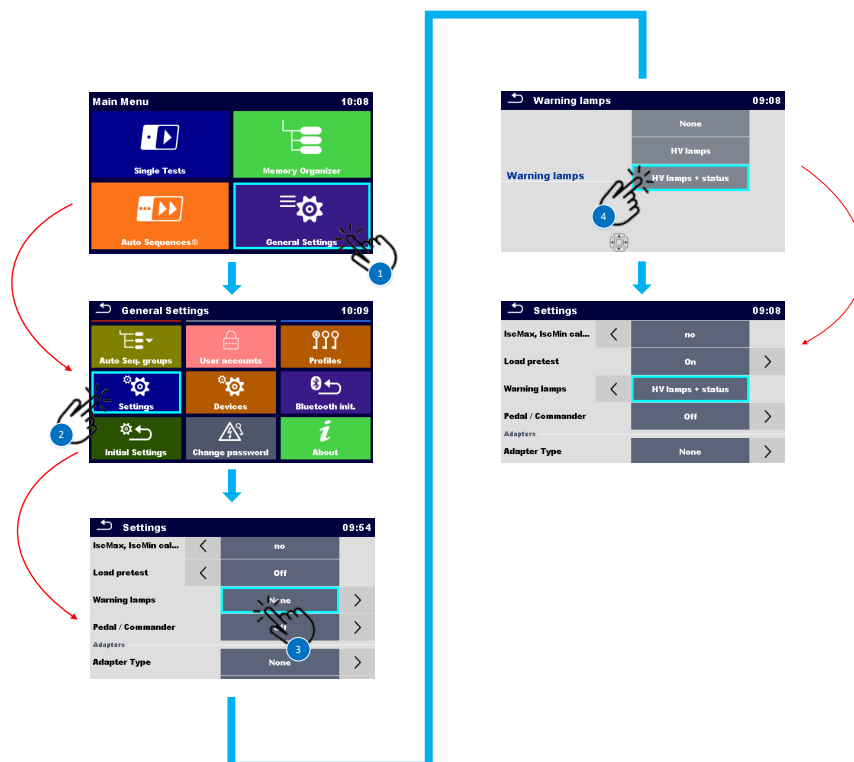 Main Menu 10:08
Single Tests
Memory Organizer
Auto Sequences®
General Settings
1
General Settings 10:09
Auto Seq. groups
User accounts
Profiles
Settings
Devices
Bluetooth init.
2
Initial Settings
Change password
About
Settings 09:54
IscMax, IscMin cal... < no
Load pretest < Off
Warning lamps None >
Pedal / Commander >
3
Adapters
Adapter Type None >
Warning lamps 09:08
None
HV lamps
Warning lamps
HV lamps + status
4
Settings 09:08
IscMax, IscMin cal... < no
Load pretest On >
Warning lamps < HV lamps + status
Pedal / Commander Off >
Adapters
Adapter Type None >